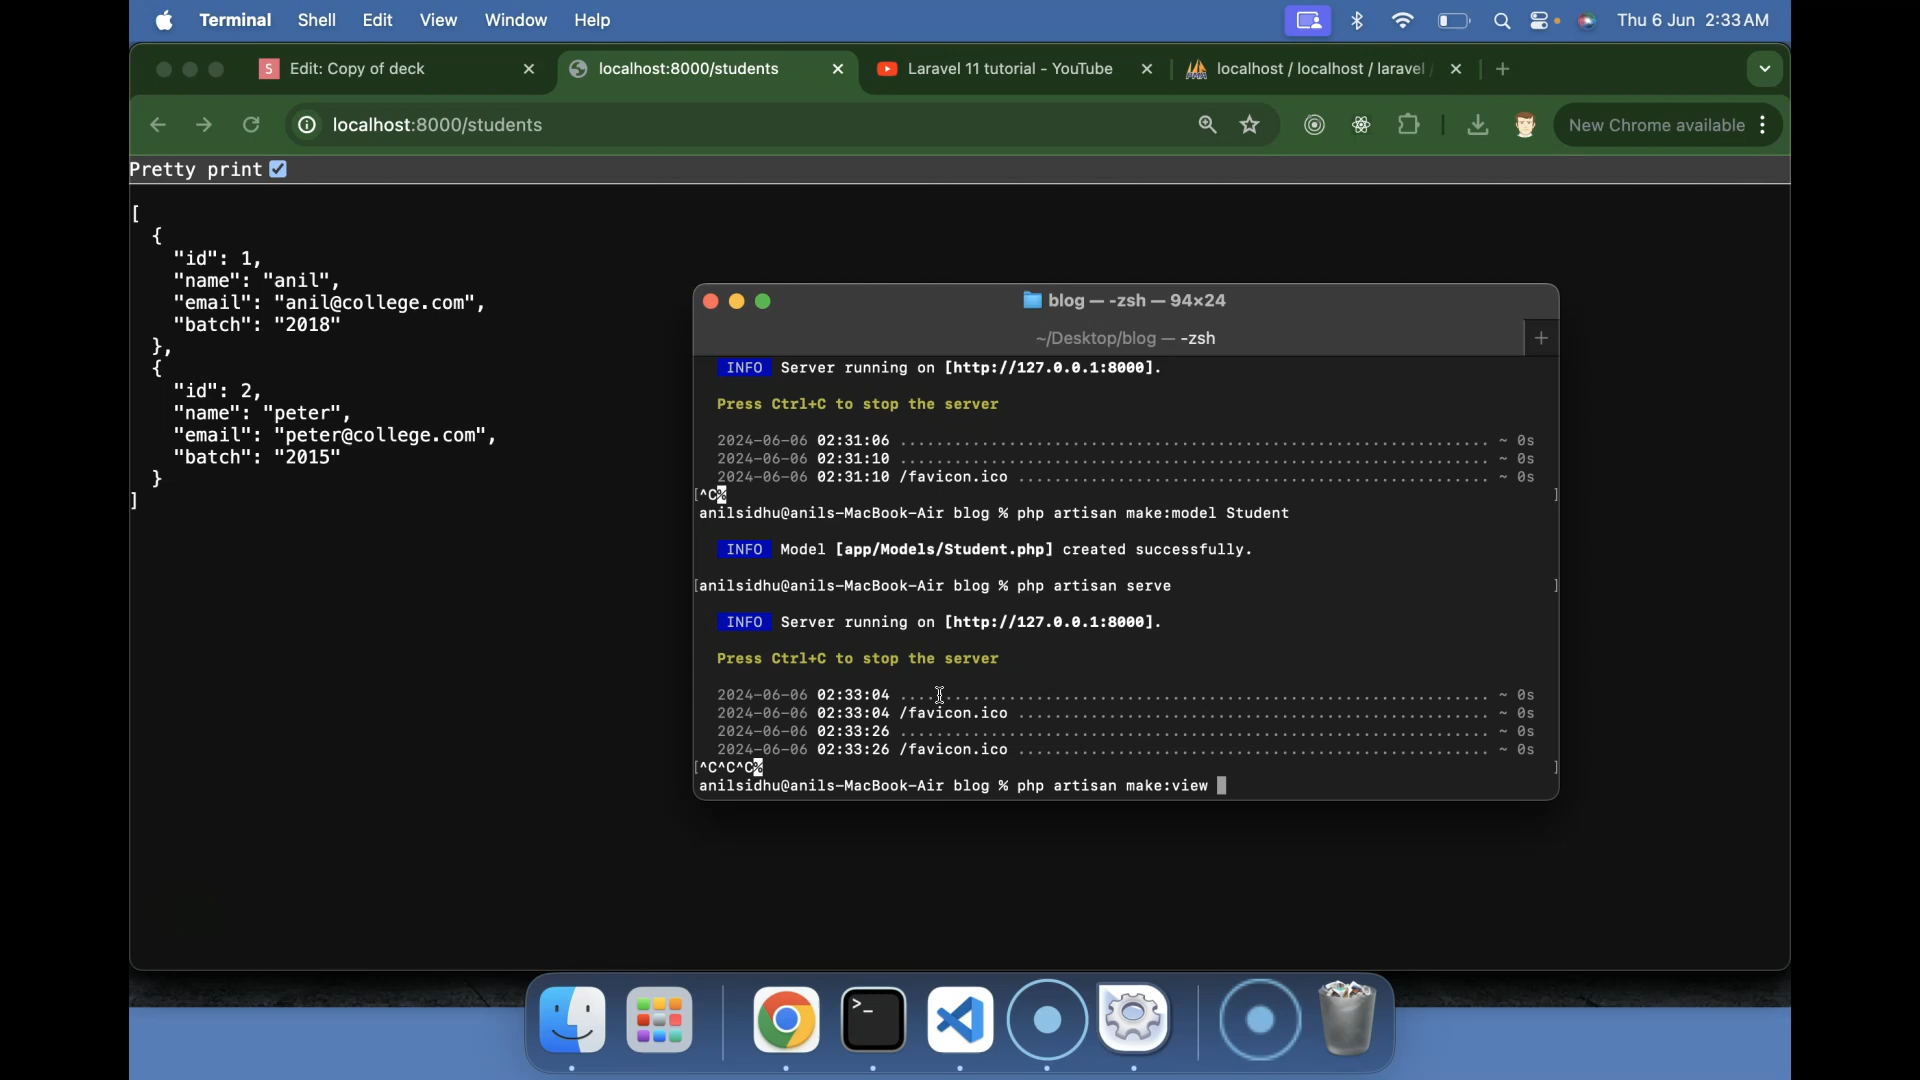 Terminal Shell Edit View Window Help Thu 6 Jun 2:33 AM
S Edit: Copy of deck localhost:8000/students Laravel 11 tutorial - YouTube localhost / localhost / laravel
localhost:8000/students New Chrome available
Pretty print
[
{
"id": 1,
"name": "anil",
"email": "anil@college.com",
"batch": "2018"
},
{
"id": 2,
"name": "peter",
"email": "peter@college.com",
"batch": "2015"
}
]
blog — -zsh — 94×24
~/Desktop/blog — -zsh
INFO Server running on [http://127.0.0.1:8000].
Press Ctrl+C to stop the server
2024-06-06 02:31:06 ................................................................. ~ 0s
2024-06-06 02:31:10 ................................................................. ~ 0s
2024-06-06 02:31:10 /favicon.ico .................................................... ~ 0s
[^C% ]
anilsidhu@anils-MacBook-Air blog % php artisan make:model Student
INFO Model [app/Models/Student.php] created successfully.
[anilsidhu@anils-MacBook-Air blog % php artisan serve ]
INFO Server running on [http://127.0.0.1:8000].
Press Ctrl+C to stop the server
2024-06-06 02:33:04 ................................................................. ~ 0s
2024-06-06 02:33:04 /favicon.ico .................................................... ~ 0s
2024-06-06 02:33:26 ................................................................. ~ 0s
2024-06-06 02:33:26 /favicon.ico .................................................... ~ 0s
[^C^C^C% ]
anilsidhu@anils-MacBook-Air blog % php artisan make:view